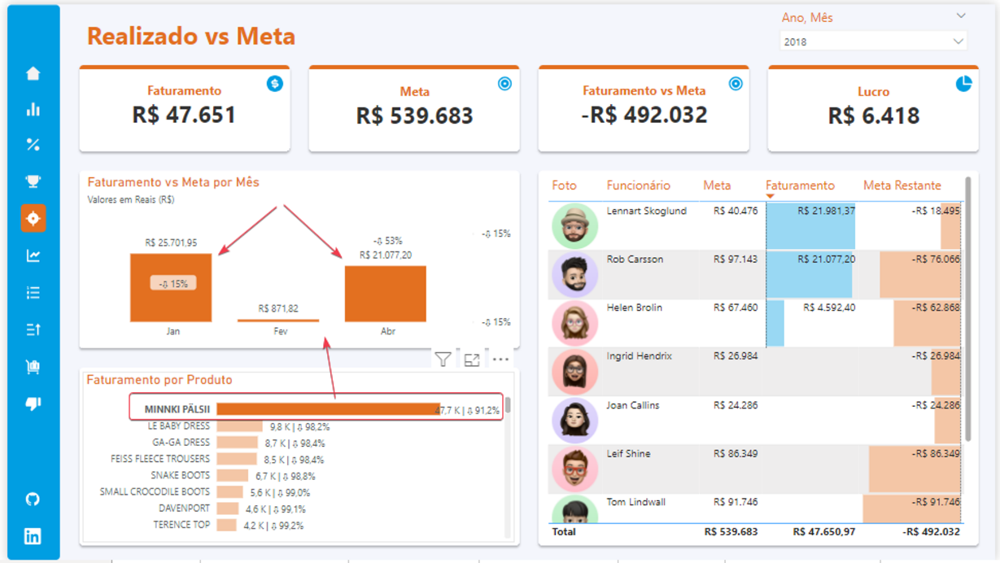 Realizado vs Meta
Ano, Mês
2018
Faturamento
R$ 47.651
Meta
R$ 539.683
Faturamento vs Meta
-R$ 492.032
Lucro
R$ 6.418
Faturamento vs Meta por Mês
Valores em Reais (R$)
R$ 25.701,95
-⇩ 15%
Jan
R$ 871,82
Fev
-⇩ 53%
R$ 21.077,20
Abr
-⇩ 15%
-⇩ 15%
Faturamento por Produto
MINNKI PÄLSII 47,7 K | ⇩ 91,2%
LE BABY DRESS 9,8 K | ⇩ 98,2%
GA-GA DRESS 8,7 K | ⇩ 98,4%
FEISS FLEECE TROUSERS 8,5 K | ⇩ 98,4%
SNAKE BOOTS 6,7 K | ⇩ 98,8%
SMALL CROCODILE BOOTS 5,6 K | ⇩ 99,0%
DAVENPORT 4,6 K | ⇩ 99,1%
TERENCE TOP 4,2 K | ⇩ 99,2%
Foto Funcionário Meta Faturamento Meta Restante
Lennart Skoglund R$ 40.476 R$ 21.981,37 -R$ 18.495
Rob Carsson R$ 97.143 R$ 21.077,20 -R$ 76.066
Helen Brolin R$ 67.460 R$ 4.592,40 -R$ 62.868
Ingrid Hendrix R$ 26.984 -R$ 26.984
Joan Callins R$ 24.286 -R$ 24.286
Leif Shine R$ 86.349 -R$ 86.349
Tom Lindwall R$ 91.746 -R$ 91.746
Total R$ 539.683 R$ 47.650,97 -R$ 492.032
in